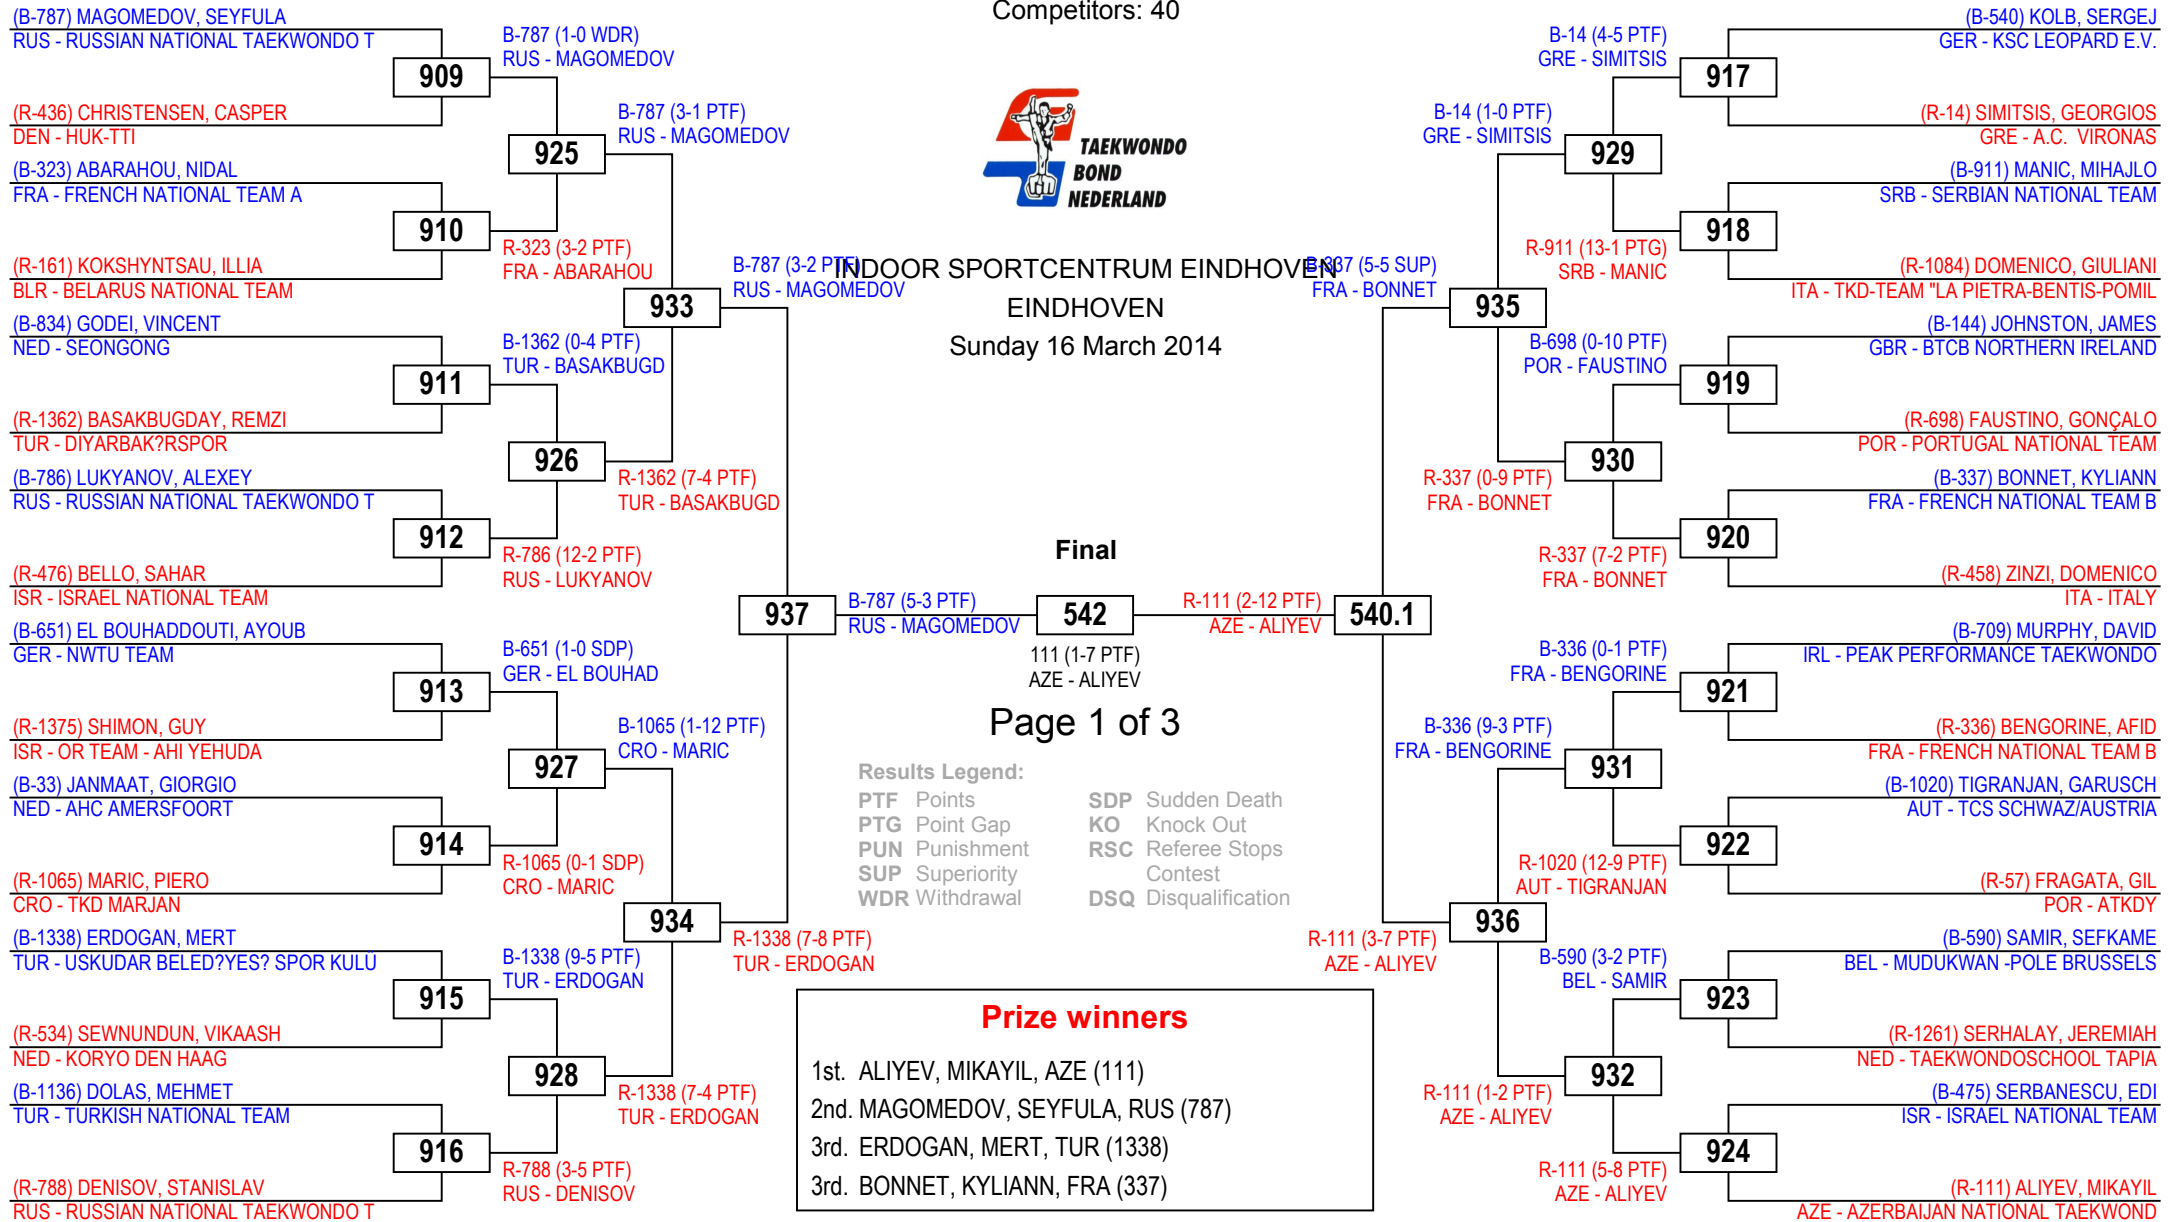 Competitors: 40
TAEKWONDO
BOND
NEDERLAND
INDOOR SPORTCENTRUM EINDHOVEN
EINDHOVEN
Sunday 16 March 2014
(B-787) MAGOMEDOV, SEYFULA
RUS - RUSSIAN NATIONAL TAEKWONDO T
909
(R-436) CHRISTENSEN, CASPER
DEN - HUK-TTI
(B-323) ABARAHOU, NIDAL
FRA - FRENCH NATIONAL TEAM A
910
(R-161) KOKSHYNTSAU, ILLIA
BLR - BELARUS NATIONAL TEAM
(B-834) GODEI, VINCENT
NED - SEONGONG
911
(R-1362) BASAKBUGDAY, REMZI
TUR - DIYARBAK?RSPOR
(B-786) LUKYANOV, ALEXEY
RUS - RUSSIAN NATIONAL TAEKWONDO T
912
(R-476) BELLO, SAHAR
ISR - ISRAEL NATIONAL TEAM
(B-651) EL BOUHADDOUTI, AYOUB
GER - NWTU TEAM
913
(R-1375) SHIMON, GUY
ISR - OR TEAM - AHI YEHUDA
(B-33) JANMAAT, GIORGIO
NED - AHC AMERSFOORT
914
(R-1065) MARIC, PIERO
CRO - TKD MARJAN
(B-1338) ERDOGAN, MERT
TUR - USKUDAR BELED?YES? SPOR KULÜ
915
(R-534) SEWNUNDUN, VIKAASH
NED - KORYO DEN HAAG
(B-1136) DOLAS, MEHMET
TUR - TURKISH NATIONAL TEAM
916
(R-788) DENISOV, STANISLAV
RUS - RUSSIAN NATIONAL TAEKWONDO T
B-787 (1-0 WDR)
RUS - MAGOMEDOV
925
R-323 (3-2 PTF)
FRA - ABARAHOU
B-1362 (0-4 PTF)
TUR - BASAKBUGD
926
R-786 (12-2 PTF)
RUS - LUKYANOV
B-651 (1-0 SDP)
GER - EL BOUHAD
927
R-1065 (0-1 SDP)
CRO - MARIC
B-1338 (9-5 PTF)
TUR - ERDOGAN
928
R-788 (3-5 PTF)
RUS - DENISOV
B-787 (3-1 PTF)
RUS - MAGOMEDOV
933
R-1362 (7-4 PTF)
TUR - BASAKBUGD
B-1065 (1-12 PTF)
CRO - MARIC
934
R-1338 (7-4 PTF)
TUR - ERDOGAN
B-787 (3-2 PTF)
RUS - MAGOMEDOV
937
R-1338 (7-8 PTF)
TUR - ERDOGAN
Final
B-787 (5-3 PTF)
RUS - MAGOMEDOV
542
R-111 (2-12 PTF)
AZE - ALIYEV
111 (1-7 PTF)
AZE - ALIYEV
Page 1 of 3
Results Legend:
PTF Points
PTG Point Gap
PUN Punishment
SUP Superiority
WDR Withdrawal
SDP Sudden Death
KO Knock Out
RSC Referee Stops
Contest
DSQ Disqualification
Prize winners
1st. ALIYEV, MIKAYIL, AZE (111)
2nd. MAGOMEDOV, SEYFULA, RUS (787)
3rd. ERDOGAN, MERT, TUR (1338)
3rd. BONNET, KYLIANN, FRA (337)
B-337 (5-5 SUP)
FRA - BONNET
540.1
R-111 (3-7 PTF)
AZE - ALIYEV
B-14 (1-0 PTF)
GRE - SIMITSIS
935
R-337 (0-9 PTF)
FRA - BONNET
B-336 (9-3 PTF)
FRA - BENGORINE
936
R-111 (1-2 PTF)
AZE - ALIYEV
B-14 (4-5 PTF)
GRE - SIMITSIS
929
R-911 (13-1 PTG)
SRB - MANIC
B-698 (0-10 PTF)
POR - FAUSTINO
930
R-337 (7-2 PTF)
FRA - BONNET
B-336 (0-1 PTF)
FRA - BENGORINE
931
R-1020 (12-9 PTF)
AUT - TIGRANJAN
B-590 (3-2 PTF)
BEL - SAMIR
932
R-111 (5-8 PTF)
AZE - ALIYEV
(B-540) KOLB, SERGEJ
GER - KSC LEOPARD E.V.
917
(R-14) SIMITSIS, GEORGIOS
GRE - A.C. VIRONAS
(B-911) MANIC, MIHAJLO
SRB - SERBIAN NATIONAL TEAM
918
(R-1084) DOMENICO, GIULIANI
ITA - TKD-TEAM "LA PIETRA-BENTIS-POMIL
(B-144) JOHNSTON, JAMES
GBR - BTCB NORTHERN IRELAND
919
(R-698) FAUSTINO, GONÇALO
POR - PORTUGAL NATIONAL TEAM
(B-337) BONNET, KYLIANN
FRA - FRENCH NATIONAL TEAM B
920
(R-458) ZINZI, DOMENICO
ITA - ITALY
(B-709) MURPHY, DAVID
IRL - PEAK PERFORMANCE TAEKWONDO
921
(R-336) BENGORINE, AFID
FRA - FRENCH NATIONAL TEAM B
(B-1020) TIGRANJAN, GARUSCH
AUT - TCS SCHWAZ/AUSTRIA
922
(R-57) FRAGATA, GIL
POR - ATKDY
(B-590) SAMIR, SEFKAME
BEL - MUDUKWAN -POLE BRUSSELS
923
(R-1261) SERHALAY, JEREMIAH
NED - TAEKWONDOSCHOOL TAPIA
(B-475) SERBANESCU, EDI
ISR - ISRAEL NATIONAL TEAM
924
(R-111) ALIYEV, MIKAYIL
AZE - AZERBAIJAN NATIONAL TAEKWOND